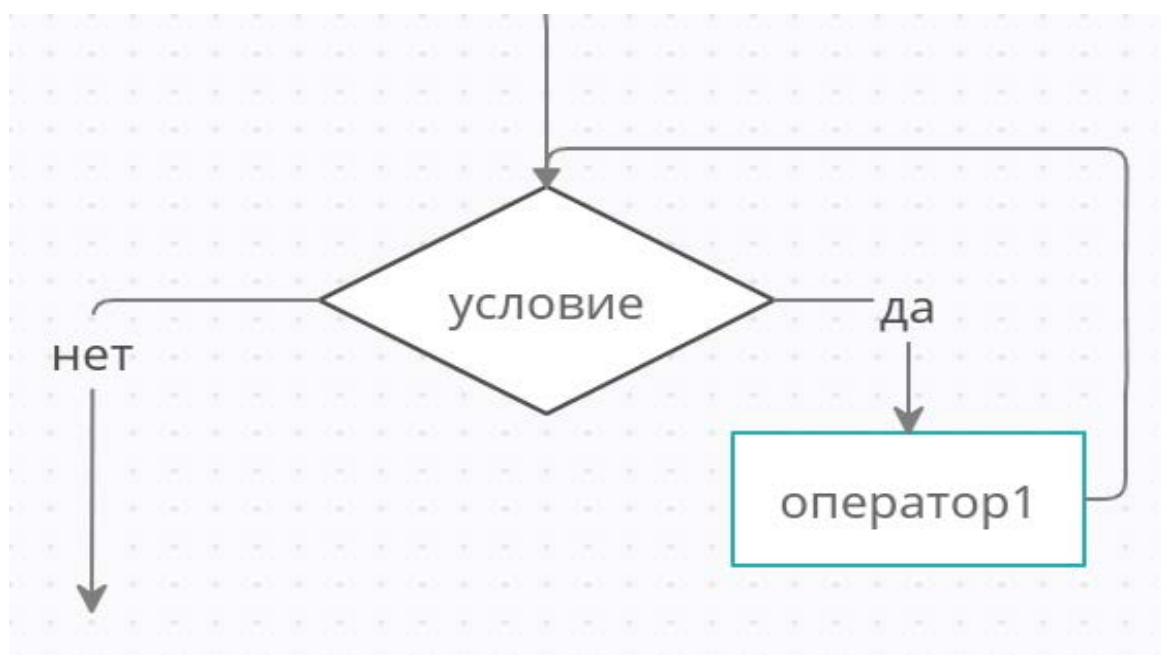 условие
да
нет
оператор1